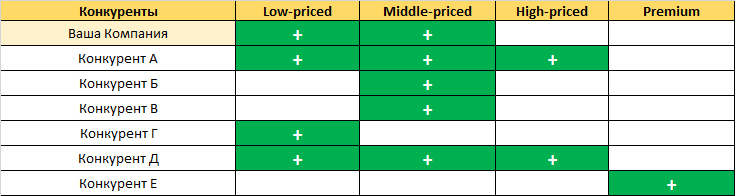 Конкуренты Low-priced Middle-priced High-priced Premium
Ваша Компания + +
Конкурент А + + +
Конкурент Б +
Конкурент В +
Конкурент Г +
Конкурент Д + + +
Конкурент Е +